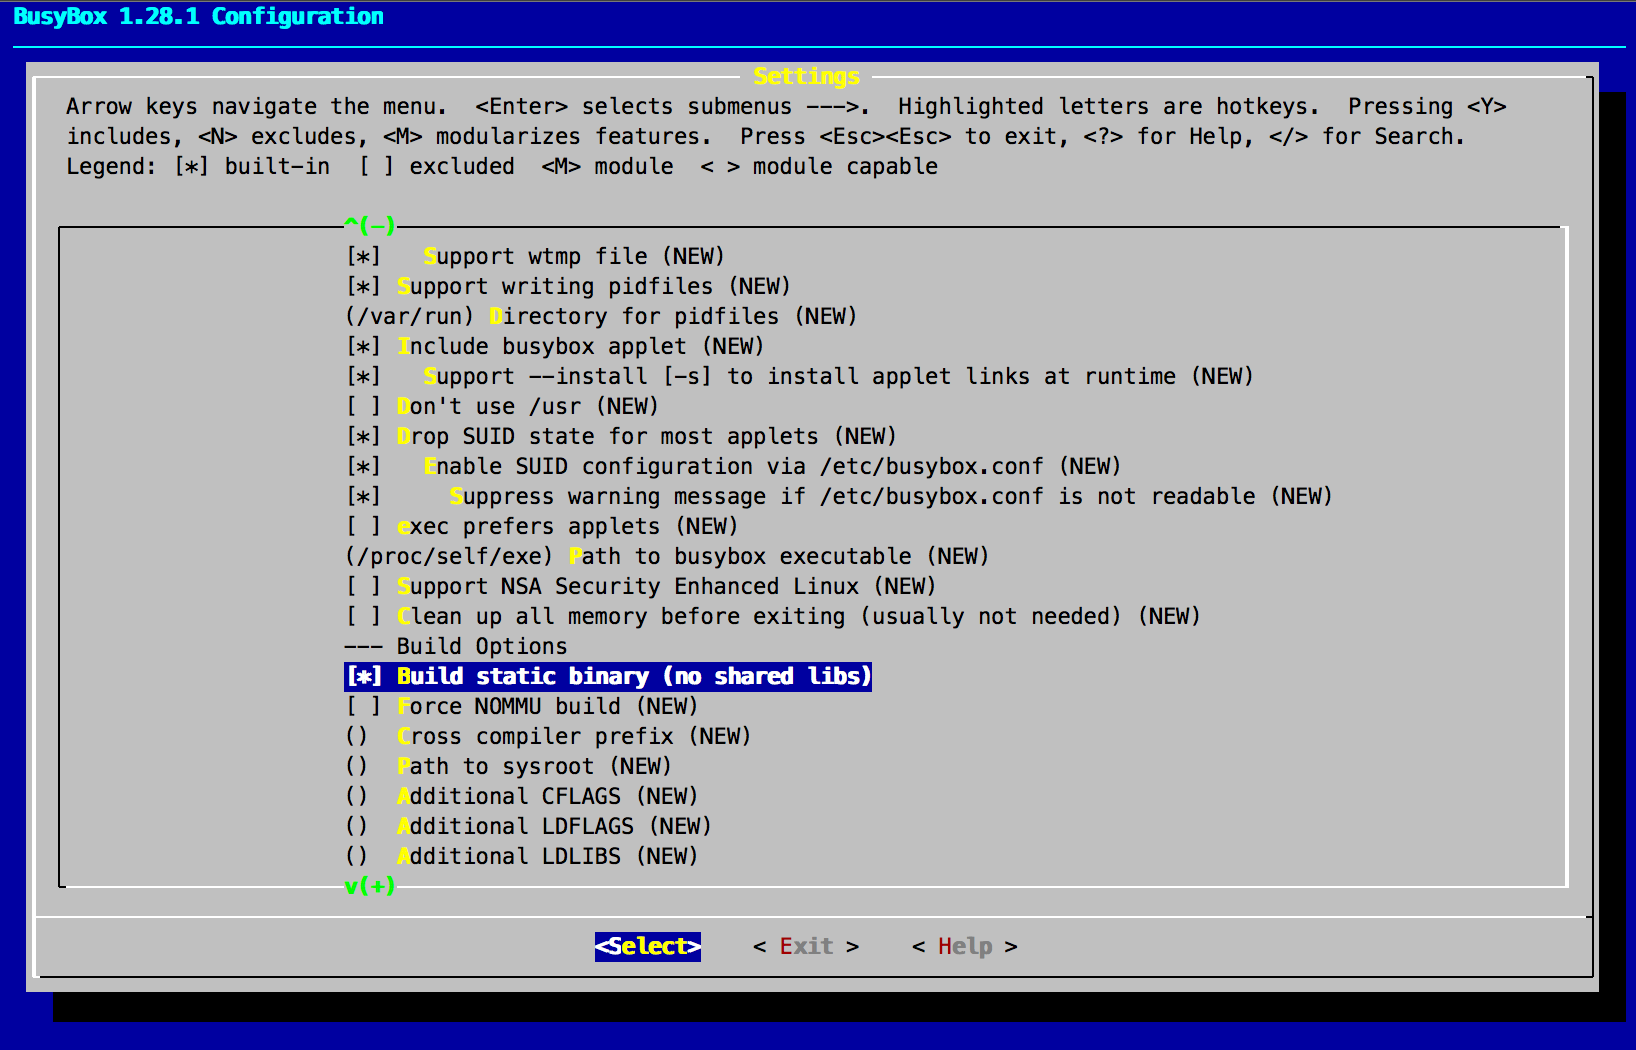 BusyBox 1.28.1 Configuration
Settings
Arrow keys navigate the menu.  <Enter> selects submenus --->.  Highlighted letters are hotkeys.  Pressing <Y>
includes, <N> excludes, <M> modularizes features.  Press <Esc><Esc> to exit, <?> for Help, </> for Search.
Legend: [*] built-in  [ ] excluded  <M> module  < > module capable
^(-)
[*]   Support wtmp file (NEW)
[*] Support writing pidfiles (NEW)
(/var/run) Directory for pidfiles (NEW)
[*] Include busybox applet (NEW)
[*]   Support --install [-s] to install applet links at runtime (NEW)
[ ] Don't use /usr (NEW)
[*] Drop SUID state for most applets (NEW)
[*]   Enable SUID configuration via /etc/busybox.conf (NEW)
[*]     Suppress warning message if /etc/busybox.conf is not readable (NEW)
[ ] exec prefers applets (NEW)
(/proc/self/exe) Path to busybox executable (NEW)
[ ] Support NSA Security Enhanced Linux (NEW)
[ ] Clean up all memory before exiting (usually not needed) (NEW)
--- Build Options
[*] Build static binary (no shared libs)
[ ] Force NOMMU build (NEW)
()  Cross compiler prefix (NEW)
()  Path to sysroot (NEW)
()  Additional CFLAGS (NEW)
()  Additional LDFLAGS (NEW)
()  Additional LDLIBS (NEW)
v(+)
<Select>    < Exit >    < Help >